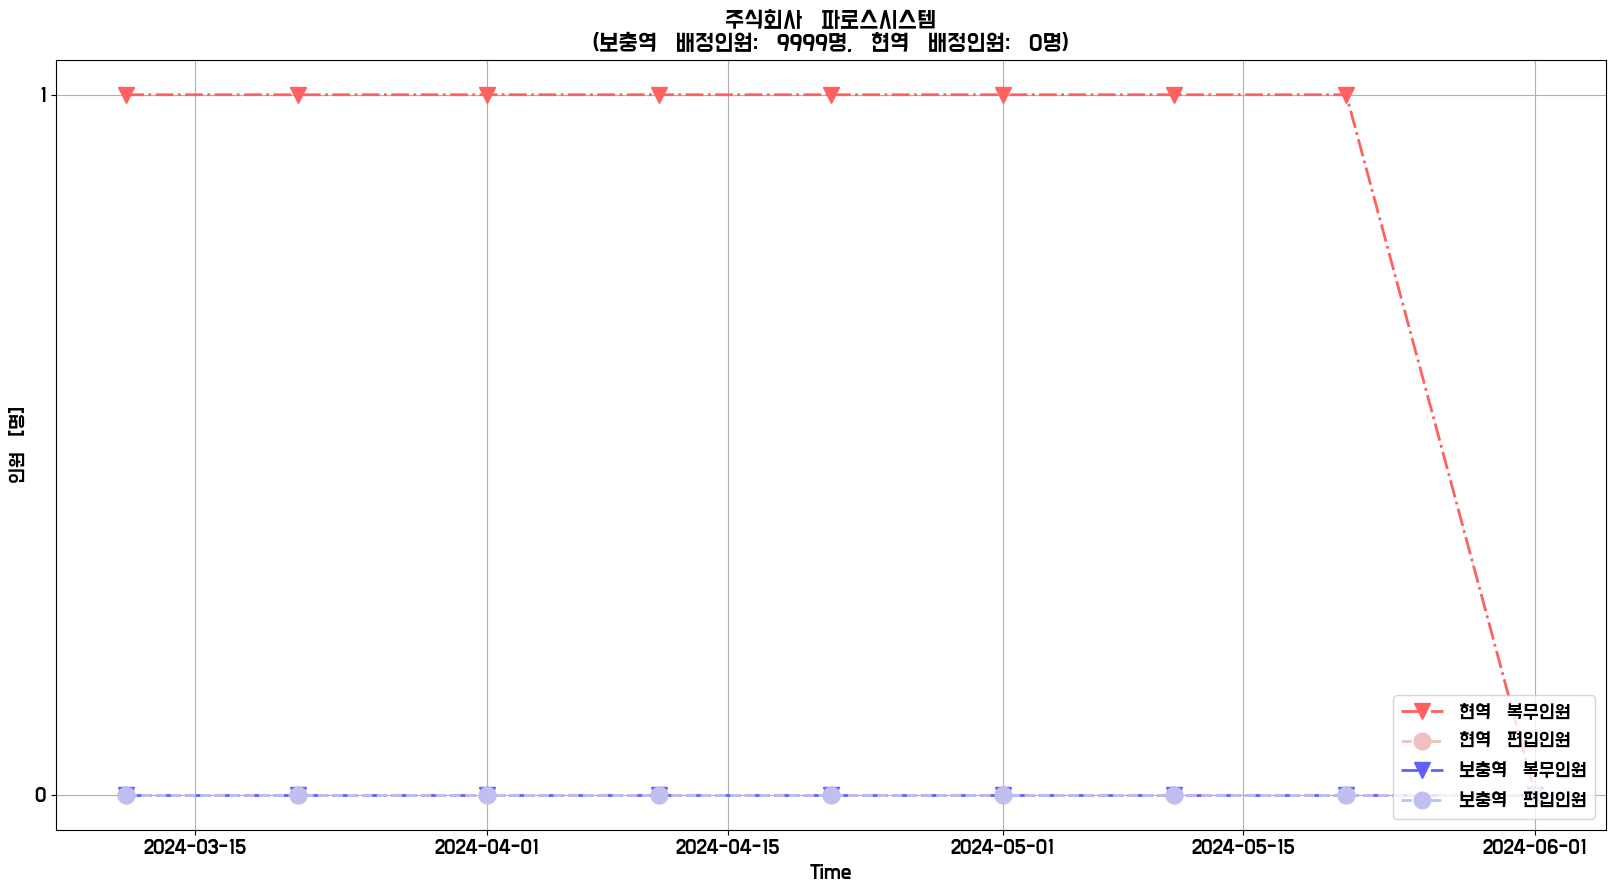 주식회사 파로스시스템
(보충역 배정인원: 9999명, 현역 배정인원: 0명)
1
0
인원 [명]
2024-03-15
2024-04-01
2024-04-15
2024-05-01
2024-05-15
2024-06-01
Time
현역 복무인원
현역 편입인원
보충역 복무인원
보충역 편입인원